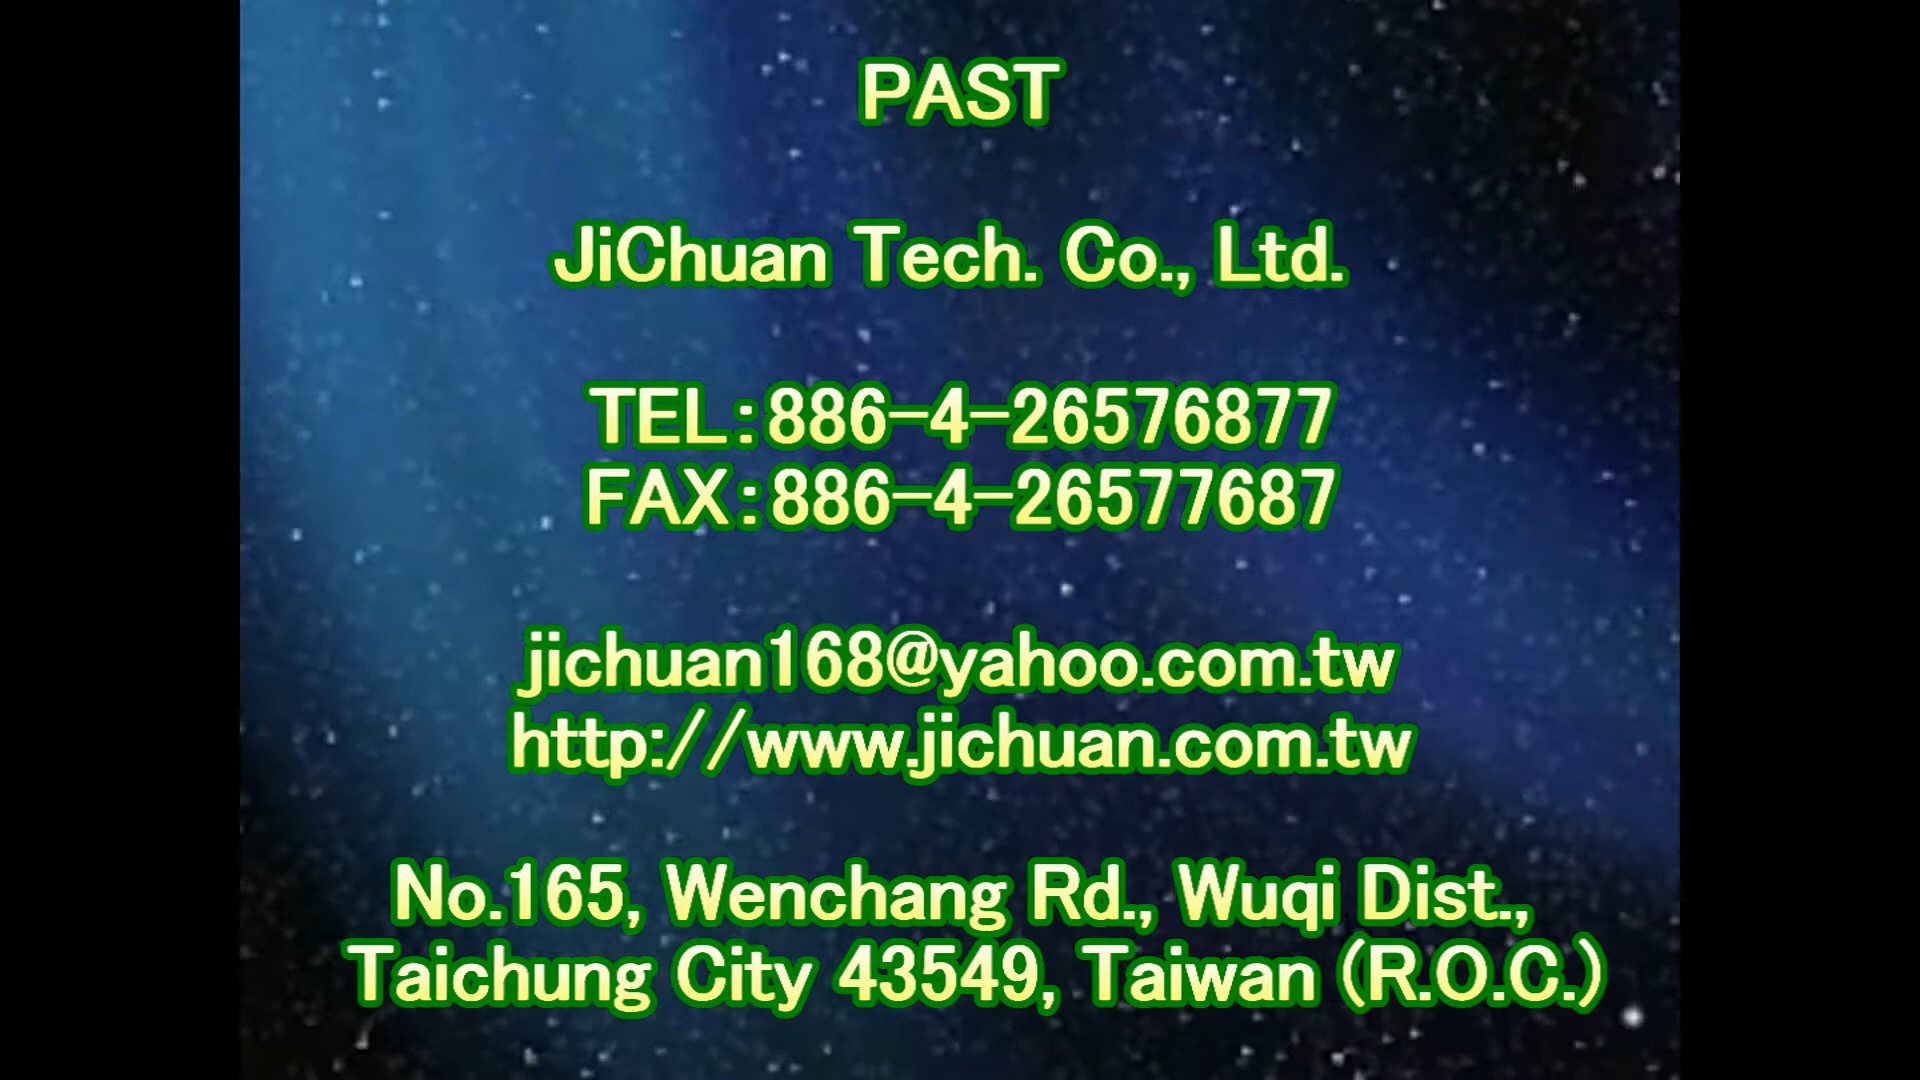 PAST
JiChuan Tech. Co., Ltd.
TEL:886-4-26576877
FAX:886-4-26577687
jichuan168@yahoo.com.tw
http://www.jichuan.com.tw
No.165, Wenchang Rd., Wuqi Dist.,
Taichung City 43549, Taiwan (R.O.C.)